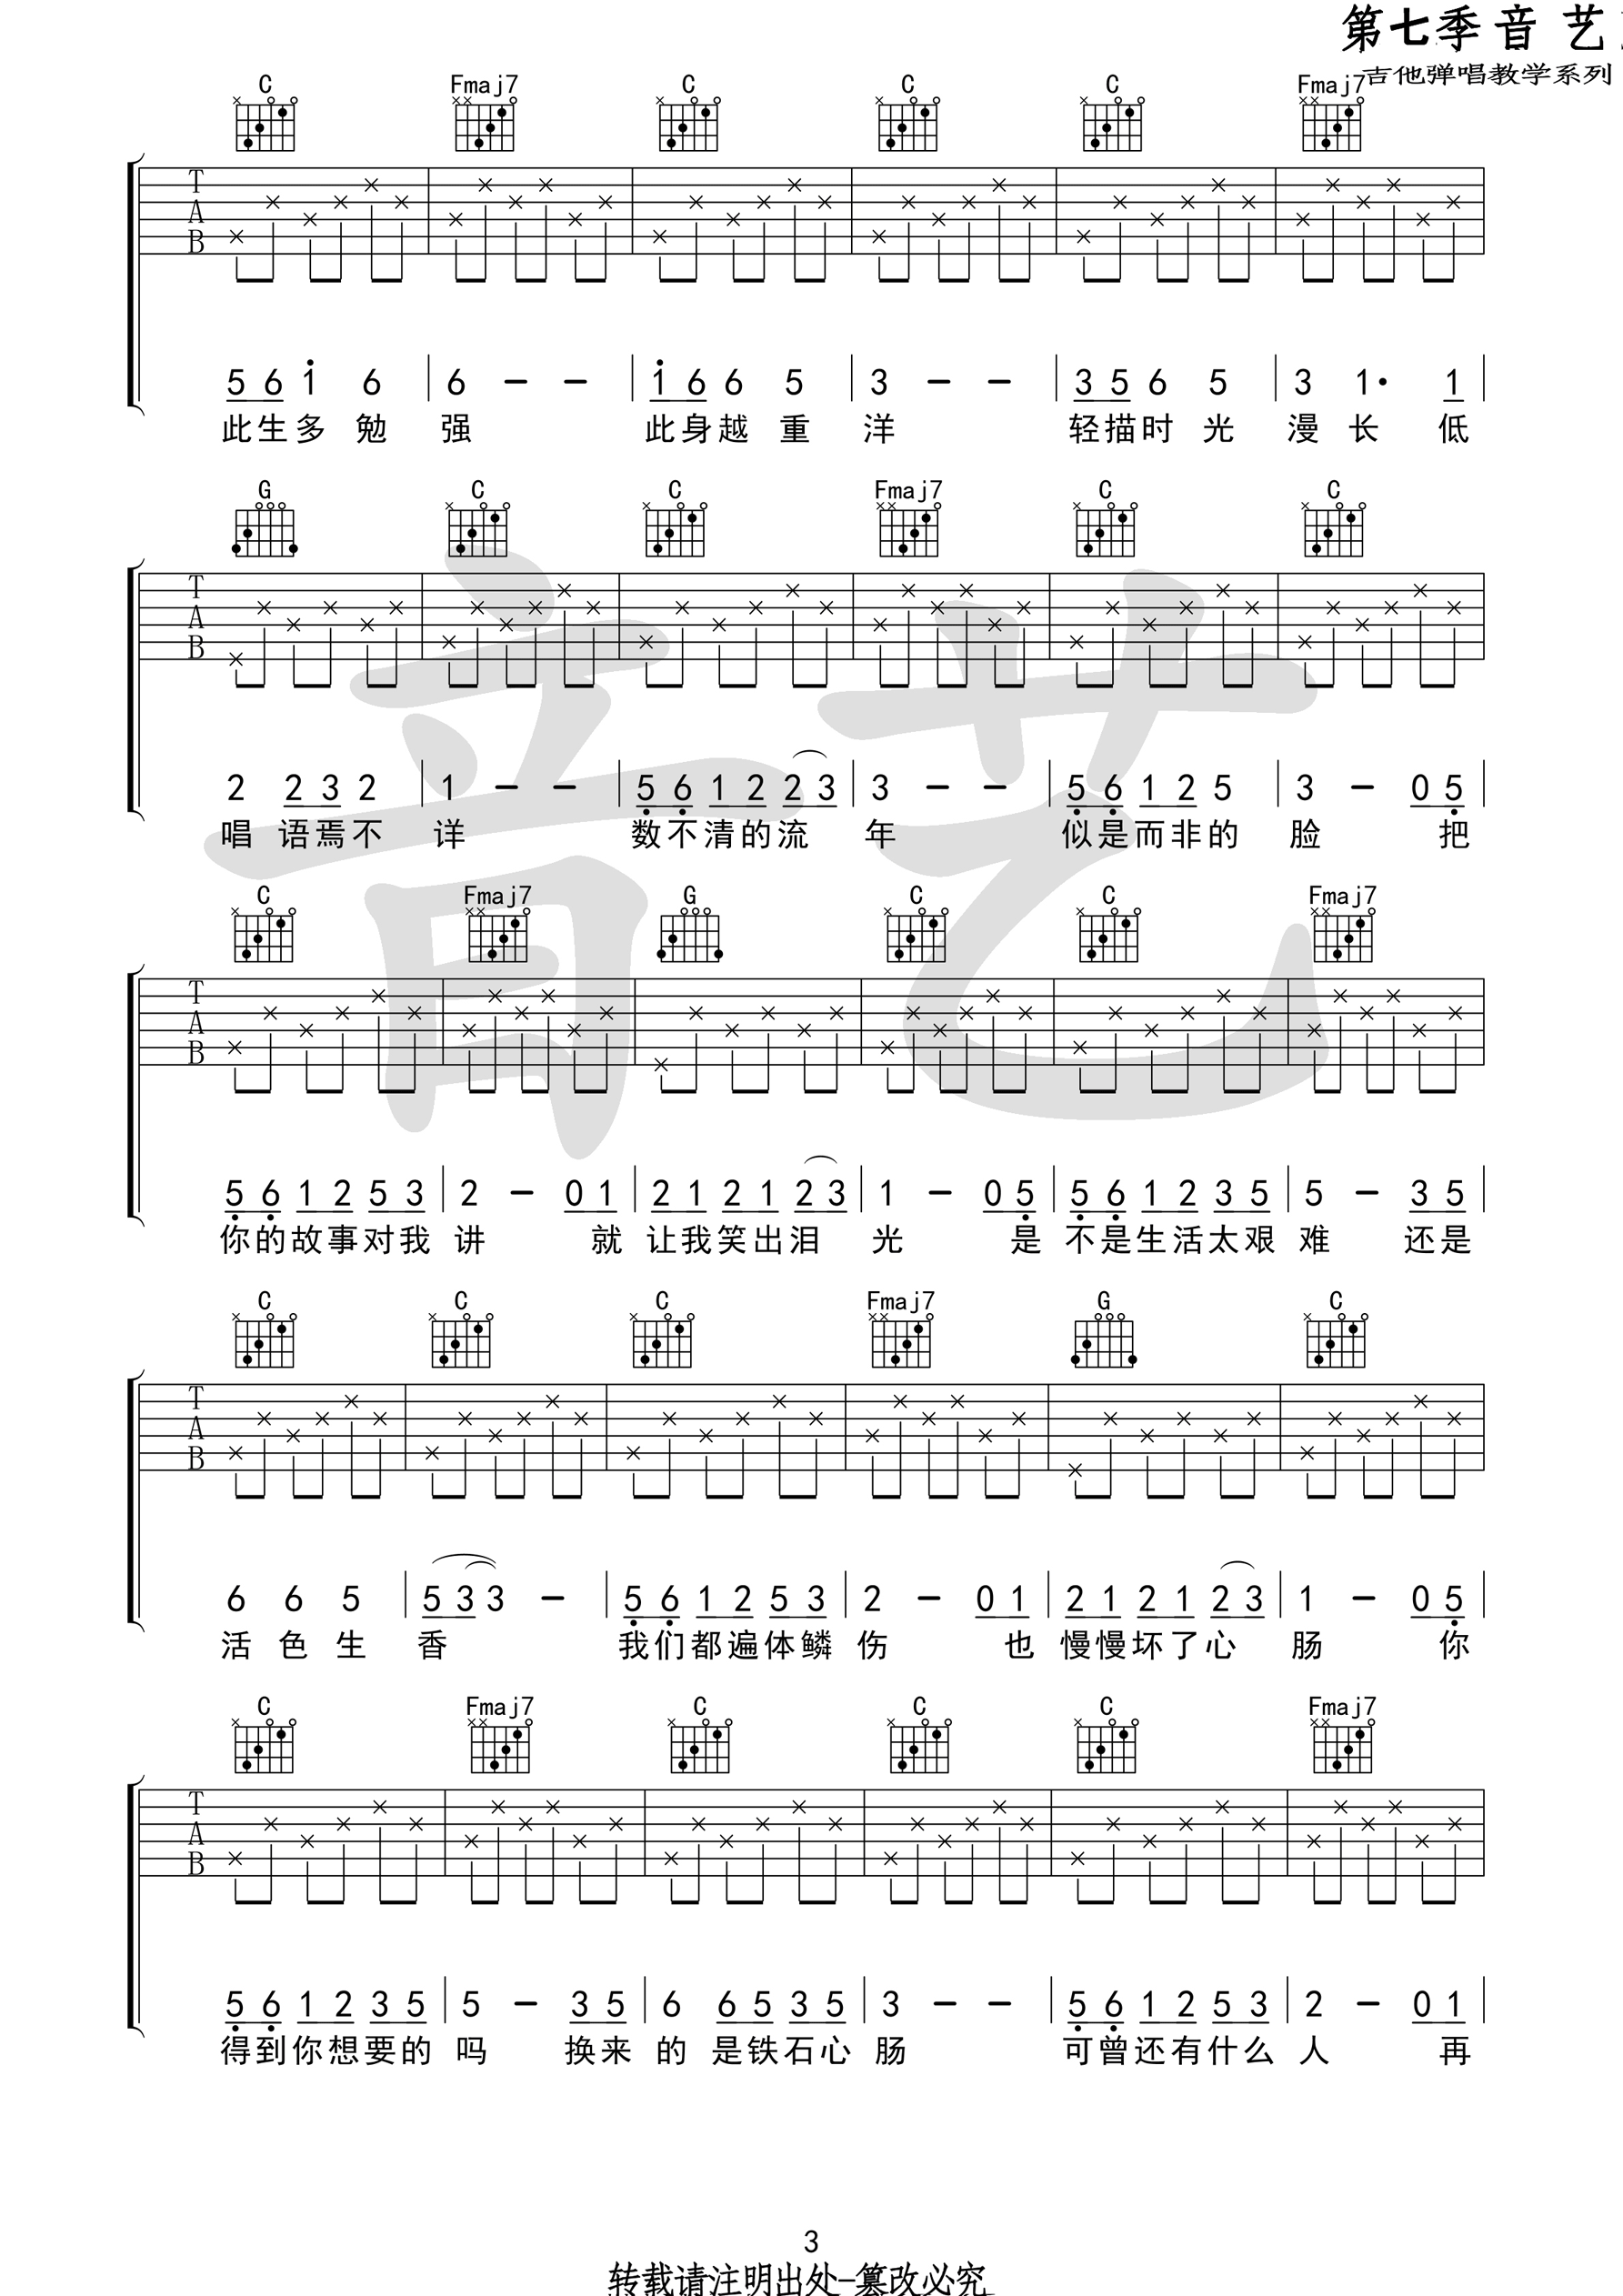 第七季 音 艺
吉他弹唱教学系列
C Fmaj7 C C C Fmaj7
T
A
B
5 6 1 6 | 6 － － | 1 6 6 5 | 3 － － | 3 5 6 5 | 3 1· 1 |
此生多 勉 强 此身越 重 洋 轻描时 光 漫 长 低
G C C Fmaj7 C C
T
A
B
2 2 3 2 | 1 － － | 5 6 1 2 2 3 | 3 － － | 5 6 1 2 5 | 3 － 0 5 |
唱 语焉不 详 数不清的流 年 似是而非的 脸 把
C Fmaj7 G C C Fmaj7
T
A
B
5 6 1 2 5 3 | 2 － 0 1 | 2 1 2 1 2 3 | 1 － 0 5 | 5 6 1 2 3 5 | 5 － 3 5 |
你的故事对我 讲 就 让我笑出泪 光 是 不是生活太艰 难 还是
C C C Fmaj7 G C
T
A
B
6 6 5 | 5 3 3 － | 5 6 1 2 5 3 | 2 － 0 1 | 2 1 2 1 2 3 | 1 － 0 5 |
活 色 生 香 我们都遍体鳞 伤 也 慢慢坏了心 肠 你
C Fmaj7 C C C Fmaj7
T
A
B
5 6 1 2 3 5 | 5 － 3 5 | 6 6 5 3 5 | 3 － － | 5 6 1 2 5 3 | 2 － 0 1 |
得到你想要的 吗 换来 的 是铁石心 肠 可曾还有什么 人 再
音艺
3
转载请注明出处-篡改必究